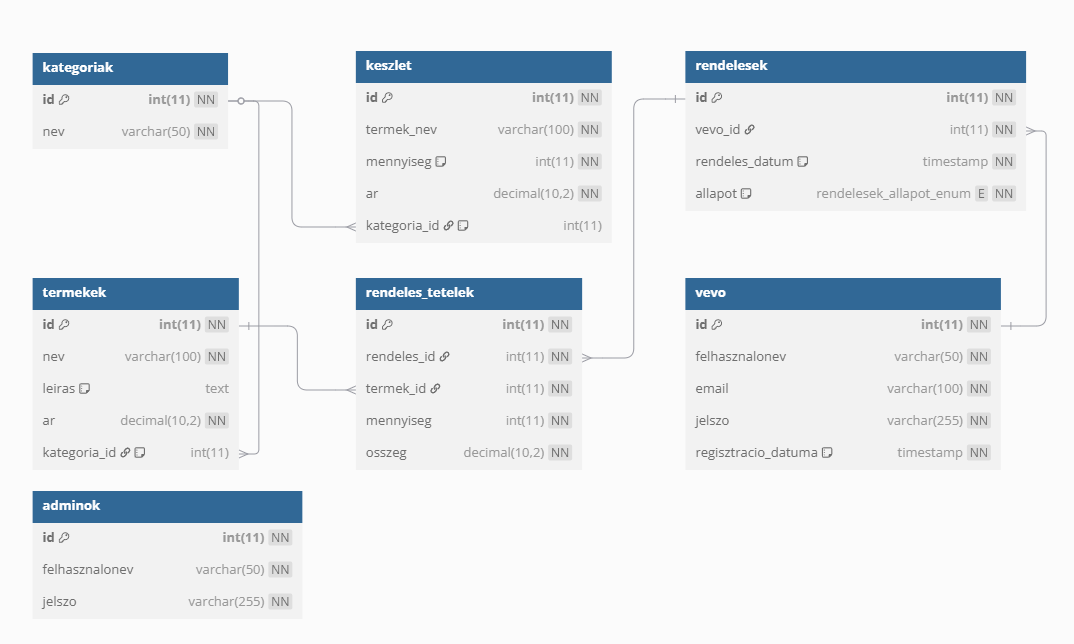 kategoriak
id int(11) NN
nev varchar(50) NN
keszlet
id int(11) NN
termek_nev varchar(100) NN
mennyiseg int(11) NN
ar decimal(10,2) NN
kategoria_id int(11)
rendelesek
id int(11) NN
vevo_id int(11) NN
rendeles_datum timestamp NN
allapot rendelesek_allapot_enum E NN
termekek
id int(11) NN
nev varchar(100) NN
leiras text
ar decimal(10,2) NN
kategoria_id int(11)
rendeles_tetelek
id int(11) NN
rendeles_id int(11) NN
termek_id int(11) NN
mennyiseg int(11) NN
osszeg decimal(10,2) NN
vevo
id int(11) NN
felhasznalonev varchar(50) NN
email varchar(100) NN
jelszo varchar(255) NN
regisztracio_datuma timestamp NN
adminok
id int(11) NN
felhasznalonev varchar(50) NN
jelszo varchar(255) NN